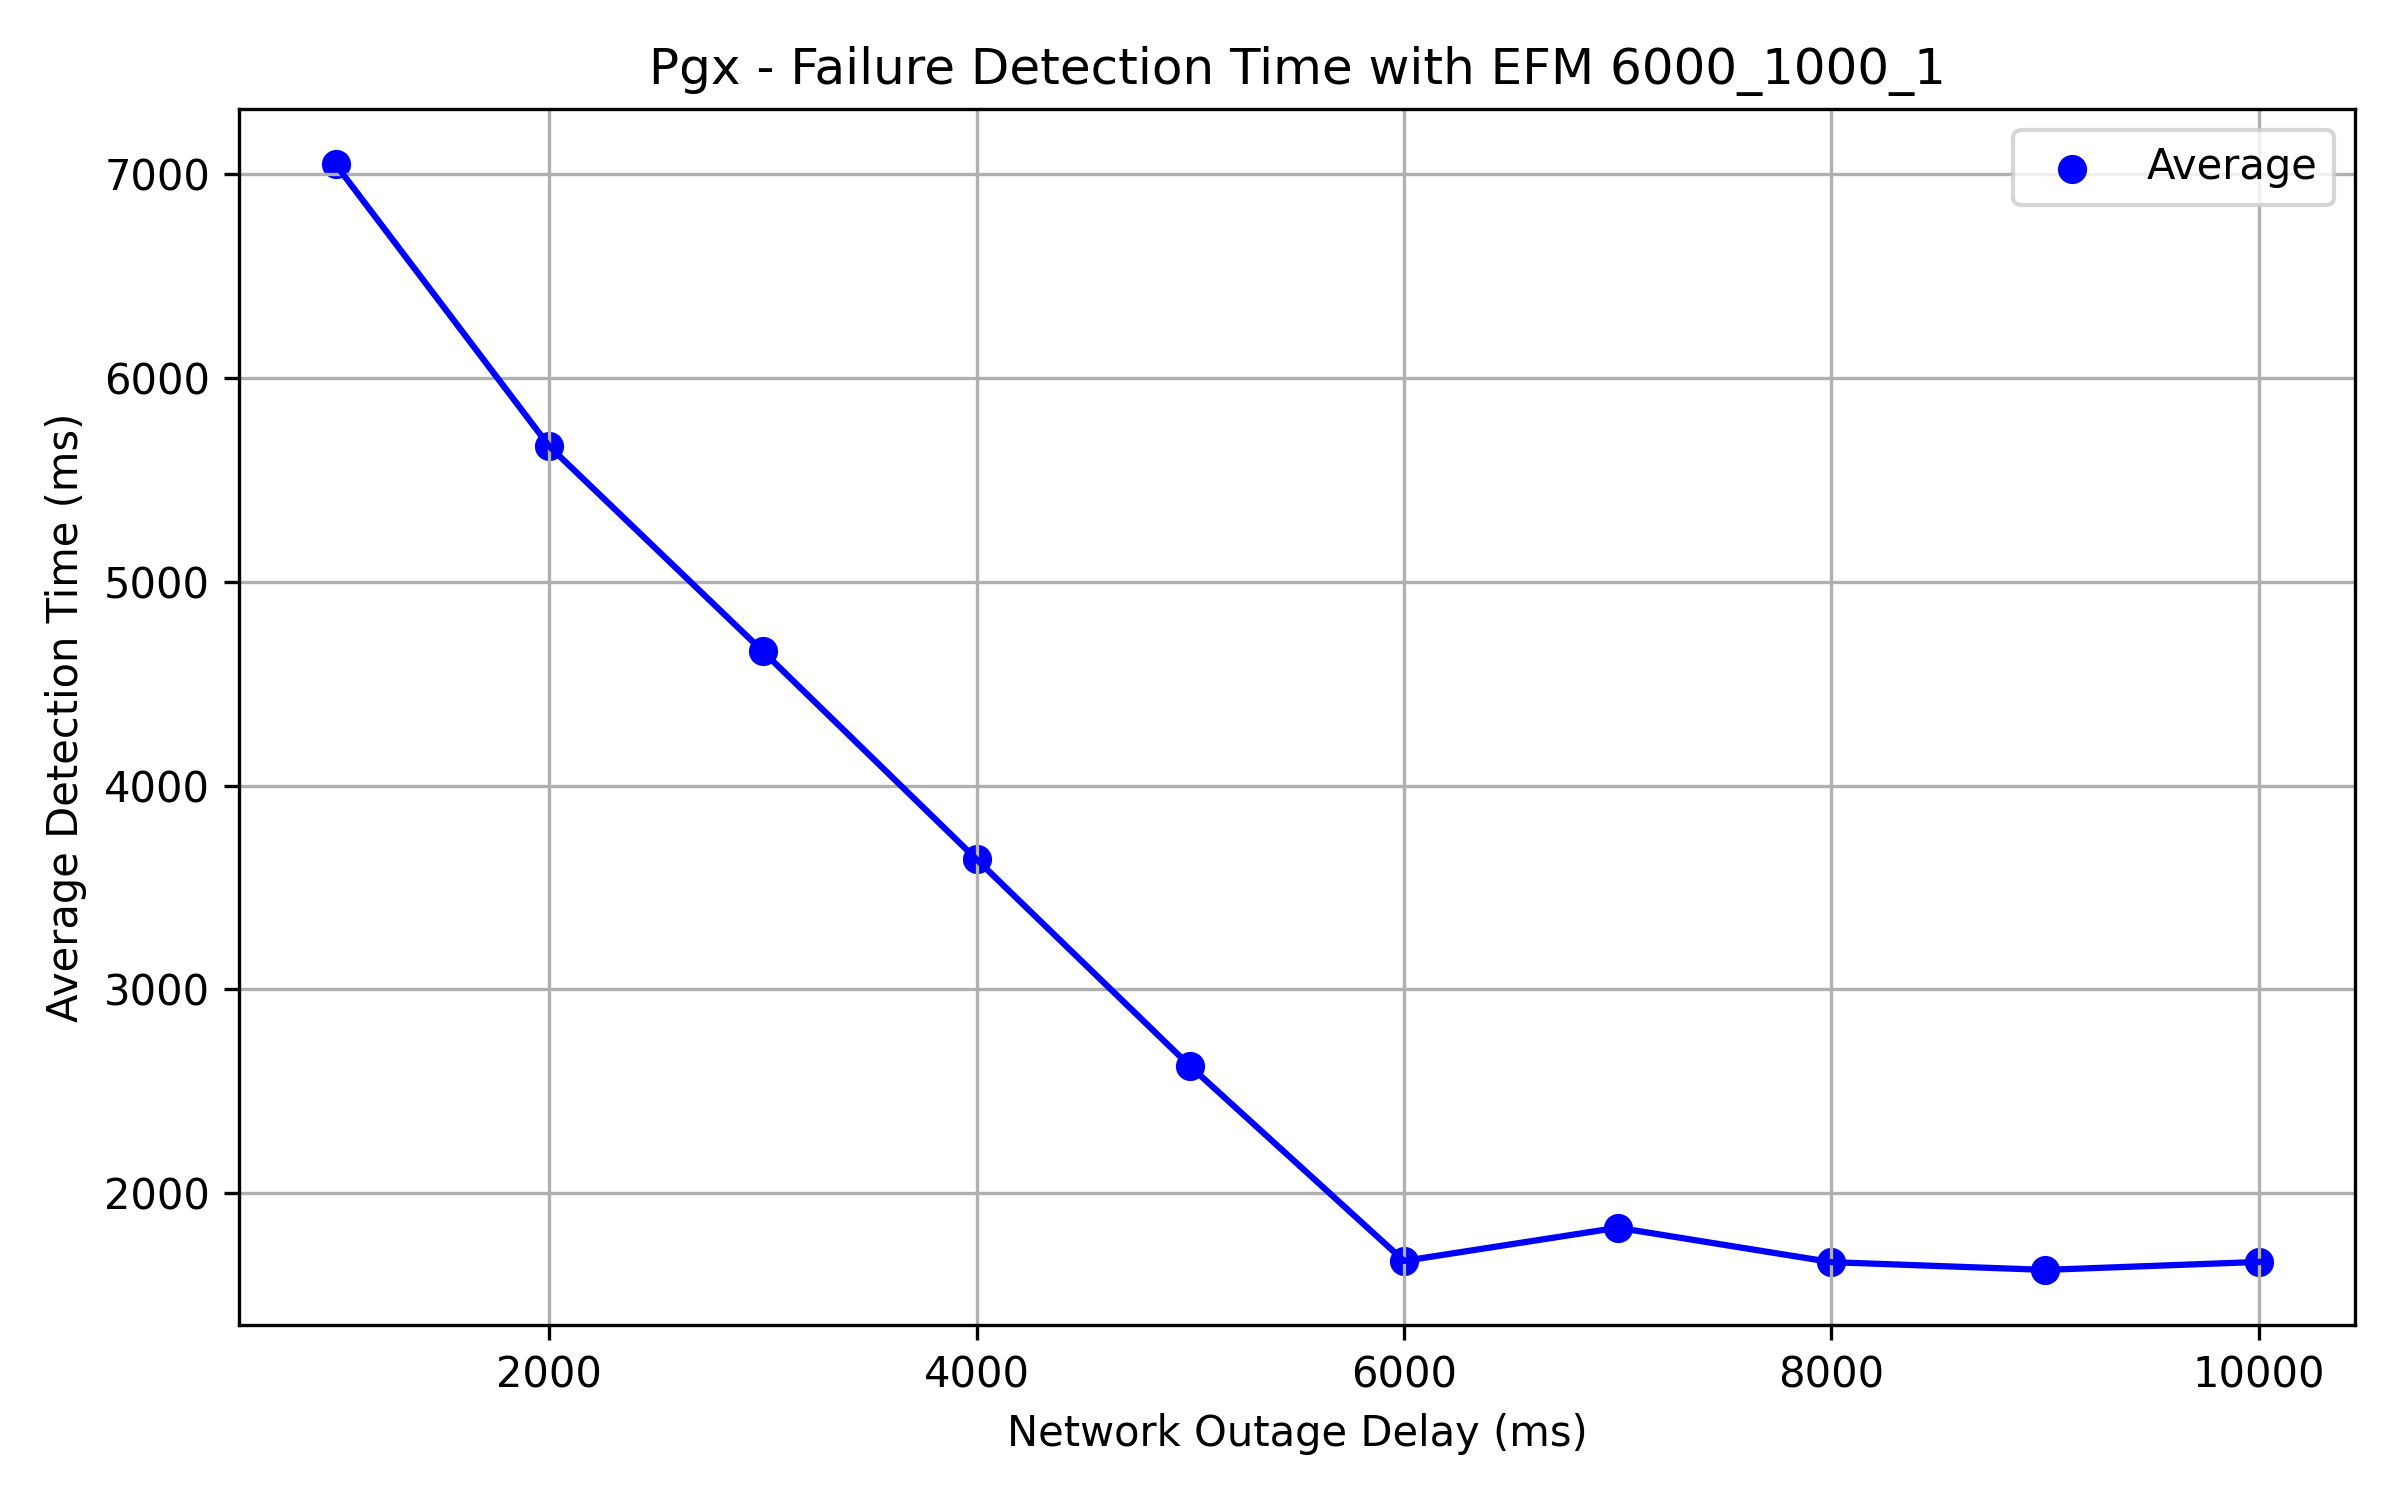 Pgx - Failure Detection Time with EFM 6000_1000_1
Average
7000
6000
5000
4000
3000
2000
Average Detection Time (ms)
2000 4000 6000 8000 10000
Network Outage Delay (ms)